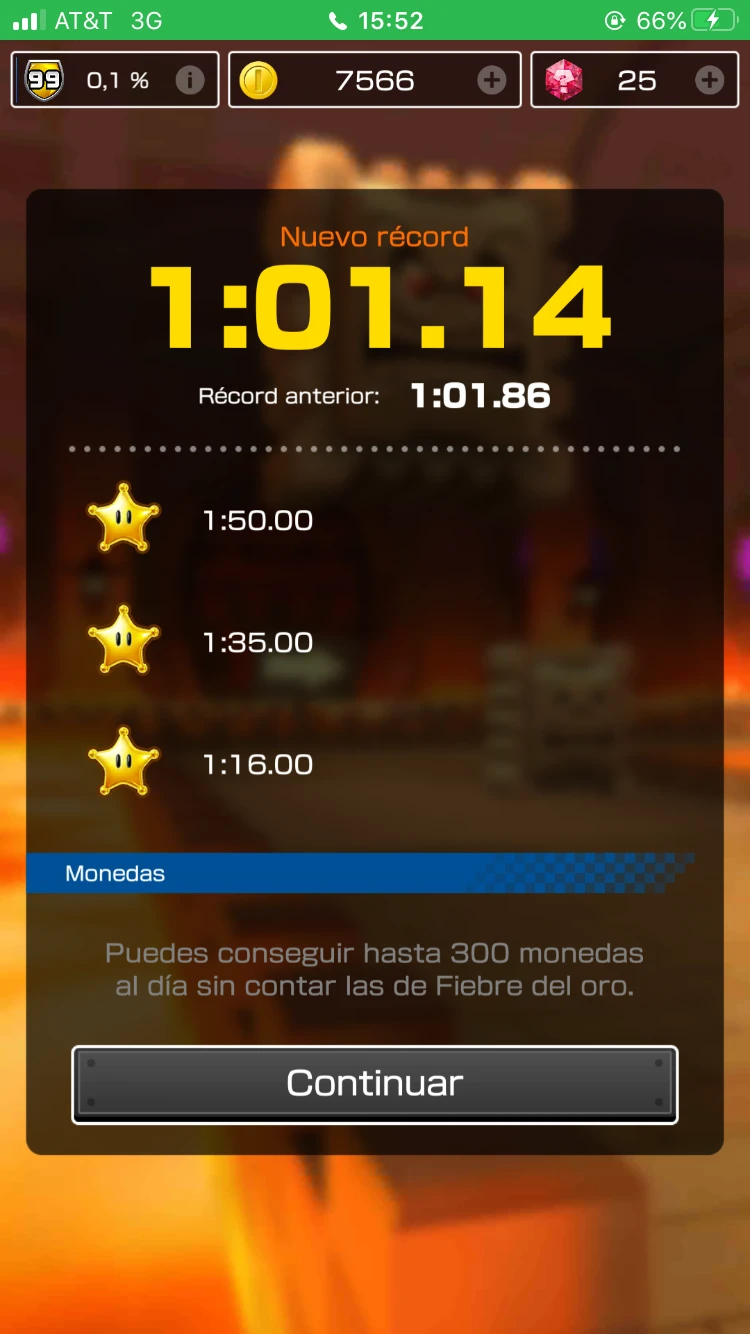 AT&T 3G 15:52 66%
99 0,1 % i 7566 + 25 +
Nuevo récord
1:01.14
Récord anterior: 1:01.86
1:50.00
1:35.00
1:16.00
Monedas
Puedes conseguir hasta 300 monedas
al día sin contar las de Fiebre del oro.
Continuar